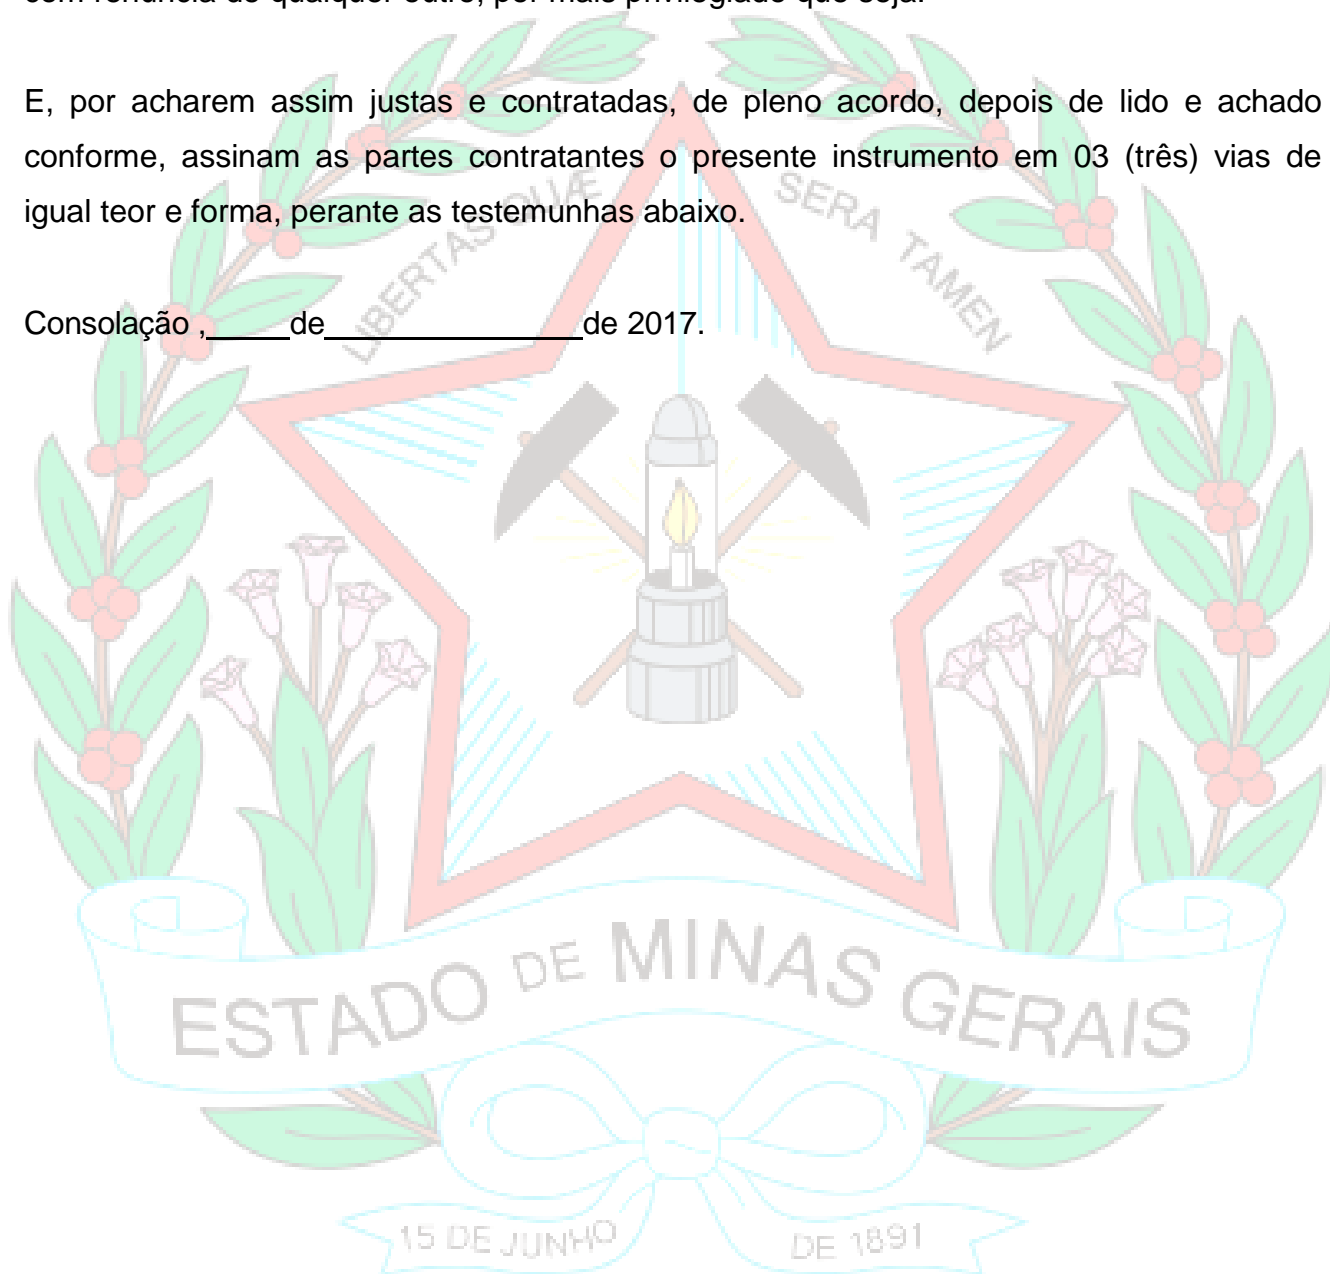 com renúncia de qualquer outro, por mais privilegiado que seja.
E, por acharem assim justas e contratadas, de pleno acordo, depois de lido e achado
conforme, assinam as partes contratantes o presente instrumento em 03 (três) vias de
igual teor e forma, perante as testemunhas abaixo.
LIBERTAS QUÆ SERA TAMEN
Consolação ,_____de_______________de 2017.
ESTADO DE MINAS GERAIS
15 DE JUNHO DE 1891